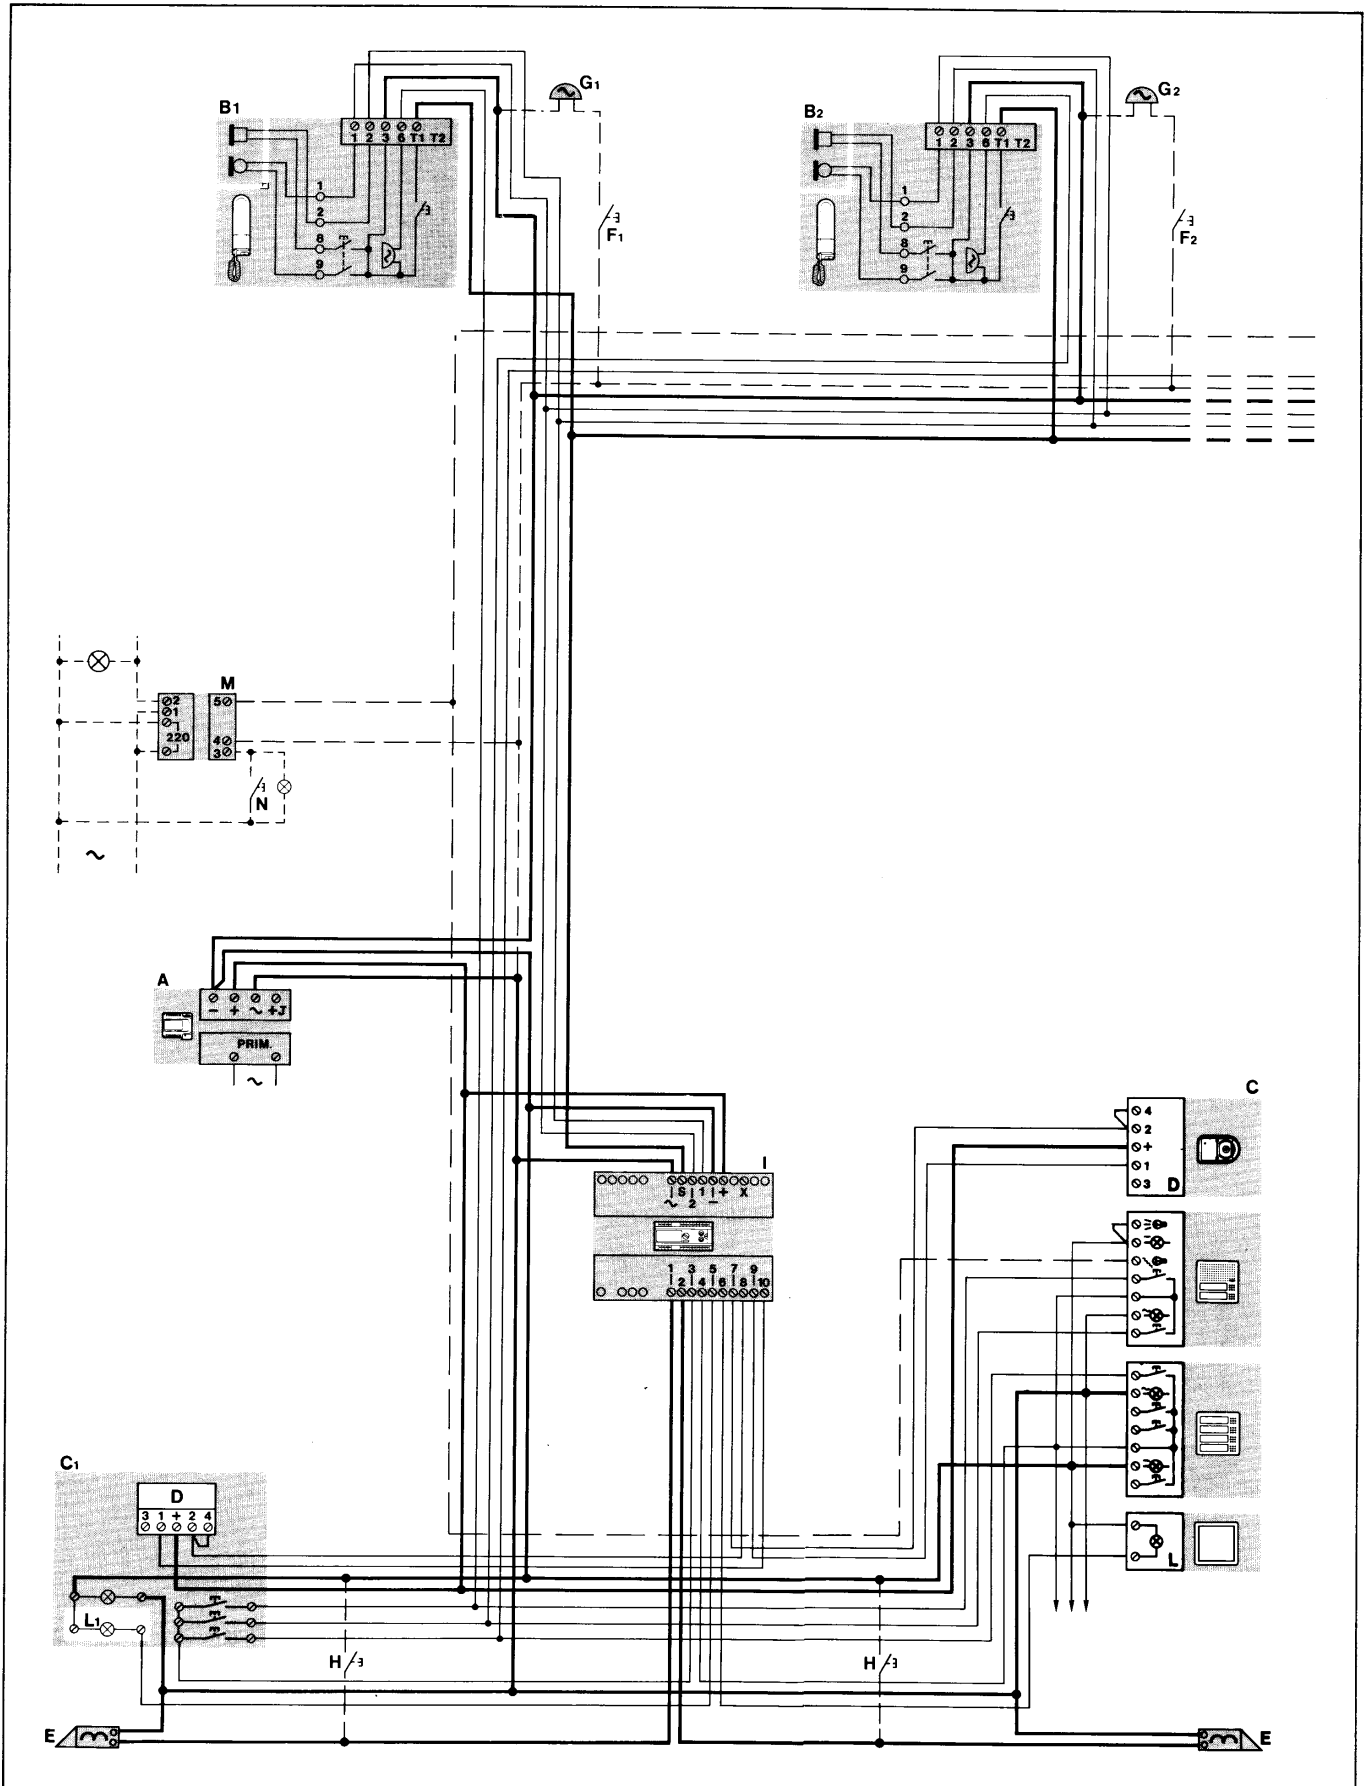 B1
G1
1 2 3 6 T1 T2
1
2
8
9
F1
B2
G2
1 2 3 6 T1 T2
1
2
8
9
F2
M
2
1
220
5
4
3
N
~
A
− + ~ +J
PRIM.
~
I
~ S 2 1 − + X
1 2 3 4 5 6 7 8 9 10
C
4
2
+
1
3
D
L
C1
D
3 1 + 2 4
L1
H
H
E
E